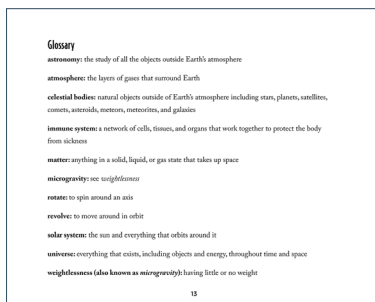 Glossary
astronomy: the study of all the objects outside Earth's atmosphere
atmosphere: the layers of gases that surround Earth
celestial bodies: natural objects outside of Earth's atmosphere including stars, planets, satellites,
comets, asteroids, meteors, meteorites, and galaxies
immune system: a network of cells, tissues, and organs that work together to protect the body
from sickness
matter: anything in a solid, liquid, or gas state that takes up space
microgravity: see weightlessness
rotate: to spin around an axis
revolve: to move around in orbit
solar system: the sun and everything that orbits around it
universe: everything that exists, including objects and energy, throughout time and space
weightlessness (also known as microgravity): having little or no weight
13